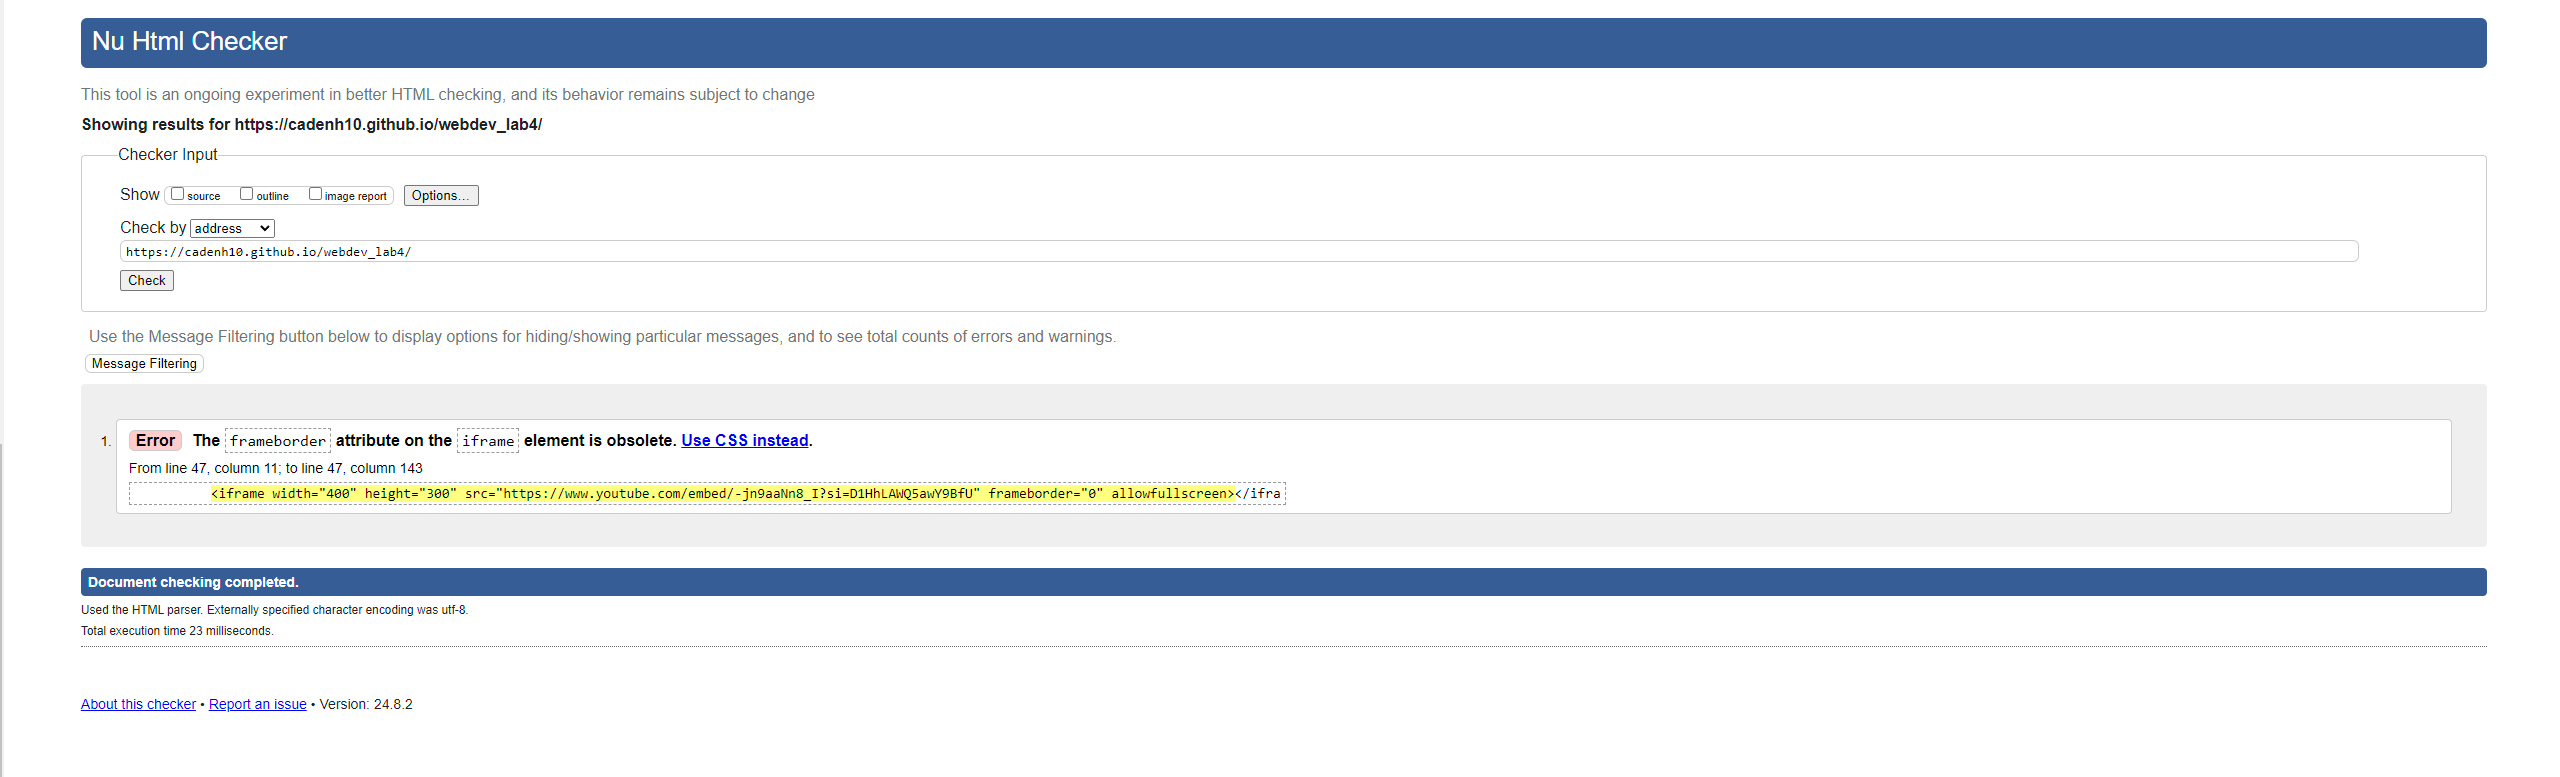 Nu Html Checker
This tool is an ongoing experiment in better HTML checking, and its behavior remains subject to change
Showing results for https://cadenh10.github.io/webdev_lab4/
Checker Input
Show source outline image report Options...
Check by address
https://cadenh10.github.io/webdev_lab4/
Check
Use the Message Filtering button below to display options for hiding/showing particular messages, and to see total counts of errors and warnings.
Message Filtering
1. Error The frameborder attribute on the iframe element is obsolete. Use CSS instead.
From line 47, column 11; to line 47, column 143
<iframe width="400" height="300" src="https://www.youtube.com/embed/-jn9aaNn8_I?si=D1HhLAWQ5awY9BfU" frameborder="0" allowfullscreen></ifra
Document checking completed.
Used the HTML parser. Externally specified character encoding was utf-8.
Total execution time 23 milliseconds.
About this checker • Report an issue • Version: 24.8.2